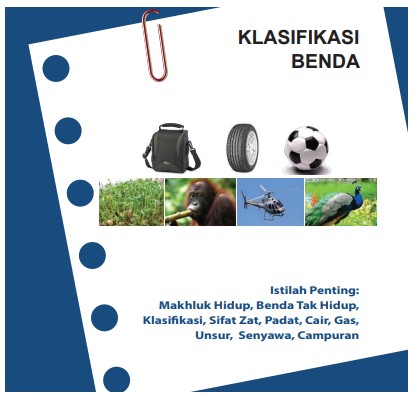 KLASIFIKASI
BENDA
Istilah Penting:
Makhluk Hidup, Benda Tak Hidup,
Klasifikasi, Sifat Zat, Padat, Cair, Gas,
Unsur, Senyawa, Campuran